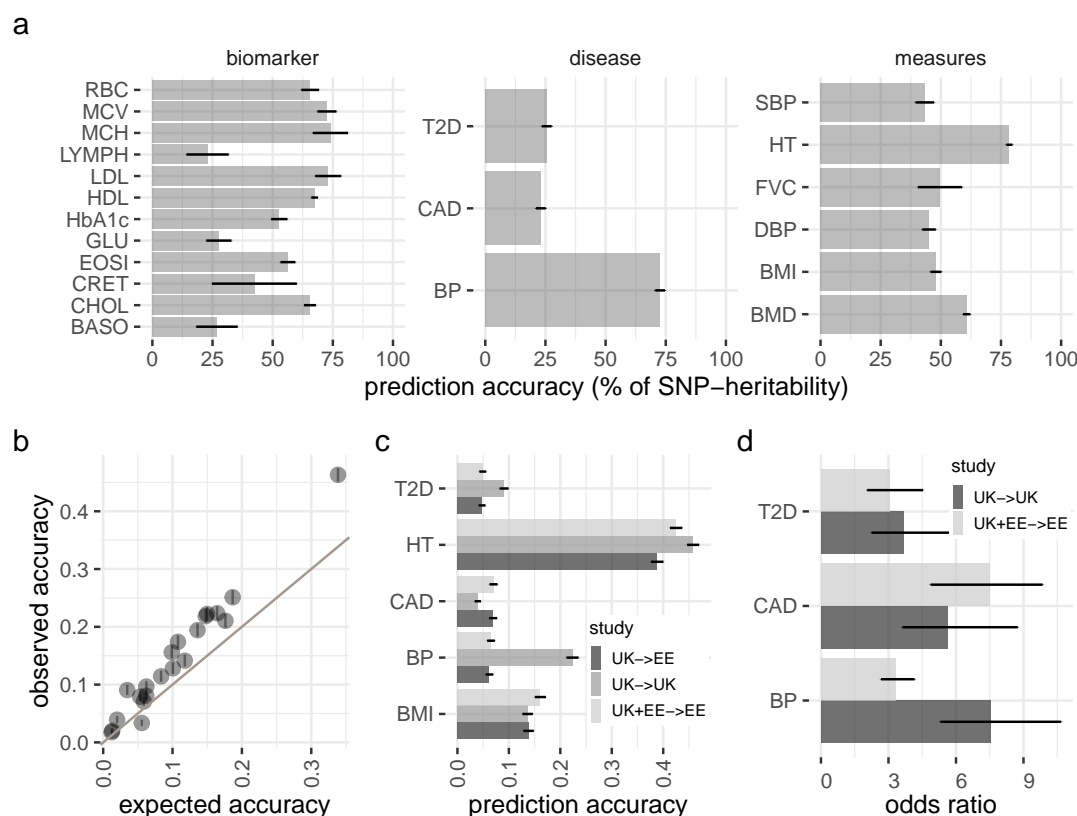 a
biomarker
disease
measures
RBC
MCV
MCH
LYMPH
LDL
HDL
HbA1c
GLU
EOSI
CRET
CHOL
BASO
0 25 50 75 100
T2D
CAD
BP
0 25 50 75 100
SBP
HT
FVC
DBP
BMI
BMD
0 25 50 75 100
prediction accuracy (% of SNP−heritability)
b
observed accuracy
0.4
0.3
0.2
0.1
0.0
0.0 0.1 0.2 0.3
expected accuracy
c
T2D
HT
CAD
BP
BMI
study
UK−>EE
UK−>UK
UK+EE−>EE
0.0 0.1 0.2 0.3 0.4
prediction accuracy
d
T2D
CAD
BP
study
UK−>UK
UK+EE−>EE
0 3 6 9
odds ratio